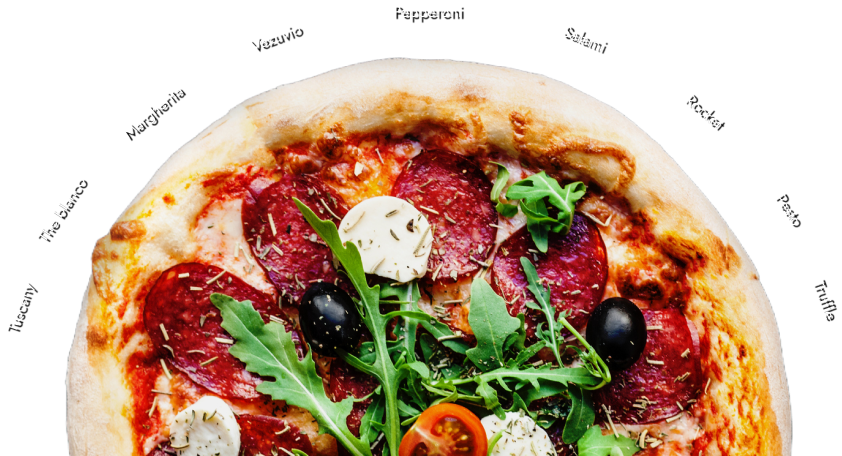 Tuscany
The bianco
Margherita
Vezuvio
Pepperoni
Salami
Rocket
Pesto
Truffle